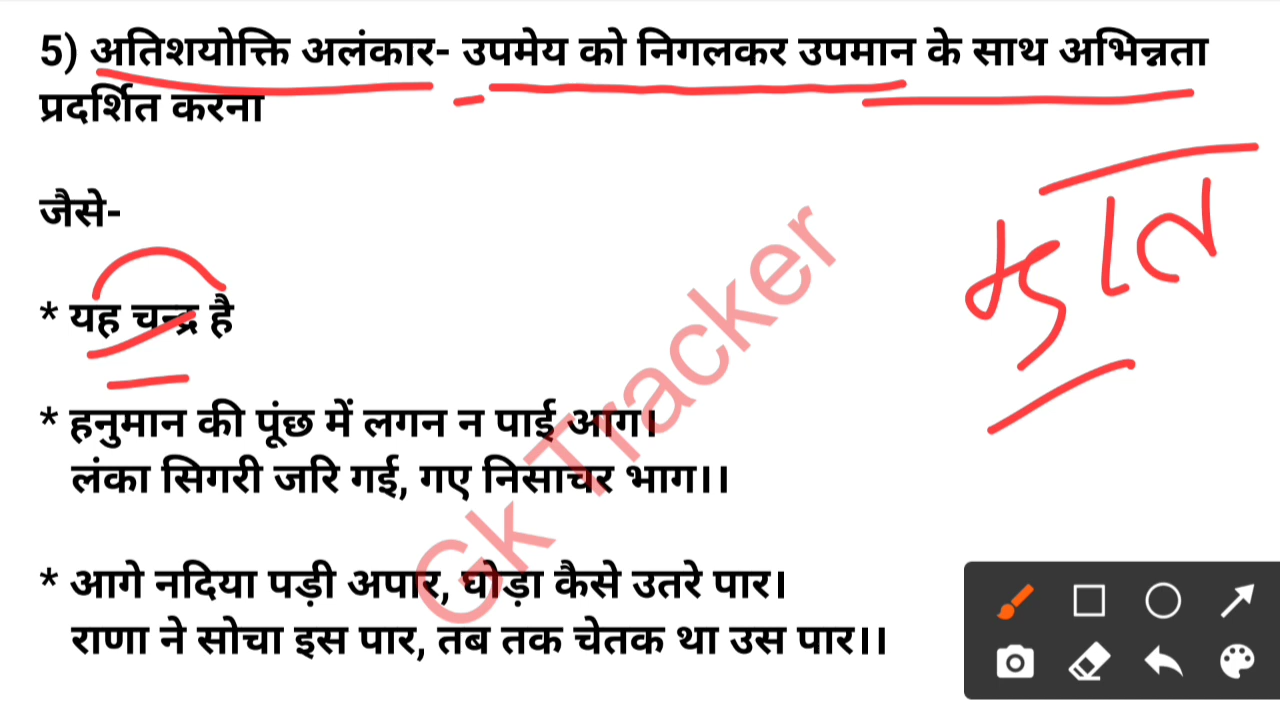 5) अतिशयोक्ति अलंकार- उपमेय को निगलकर उपमान के साथ अभिन्नता
प्रदर्शित करना
जैसे-
* यह चन्द्र है
* हनुमान की पूंछ में लगन न पाई आग।
लंका सिगरी जरि गई, गए निसाचर भाग।।
* आगे नदिया पड़ी अपार, घोड़ा कैसे उतरे पार।
राणा ने सोचा इस पार, तब तक चेतक था उस पार।।
Gk Tracker